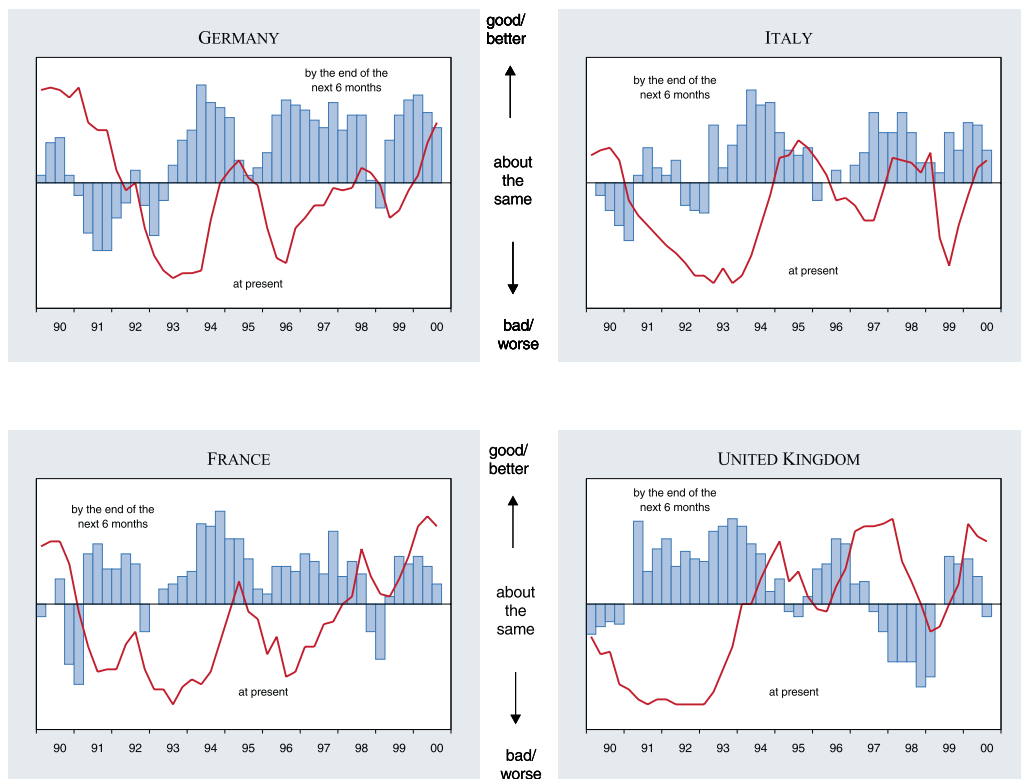 good/
better
GERMANY
by the end of the
next 6 months
at present
90 91 92 93 94 95 96 97 98 99 00
about
the
same
bad/
worse
ITALY
by the end of the
next 6 months
at present
90 91 92 93 94 95 96 97 98 99 00
good/
better
FRANCE
by the end of the
next 6 months
at present
90 91 92 93 94 95 96 97 98 99 00
about
the
same
bad/
worse
UNITED KINGDOM
by the end of the
next 6 months
at present
90 91 92 93 94 95 96 97 98 99 00